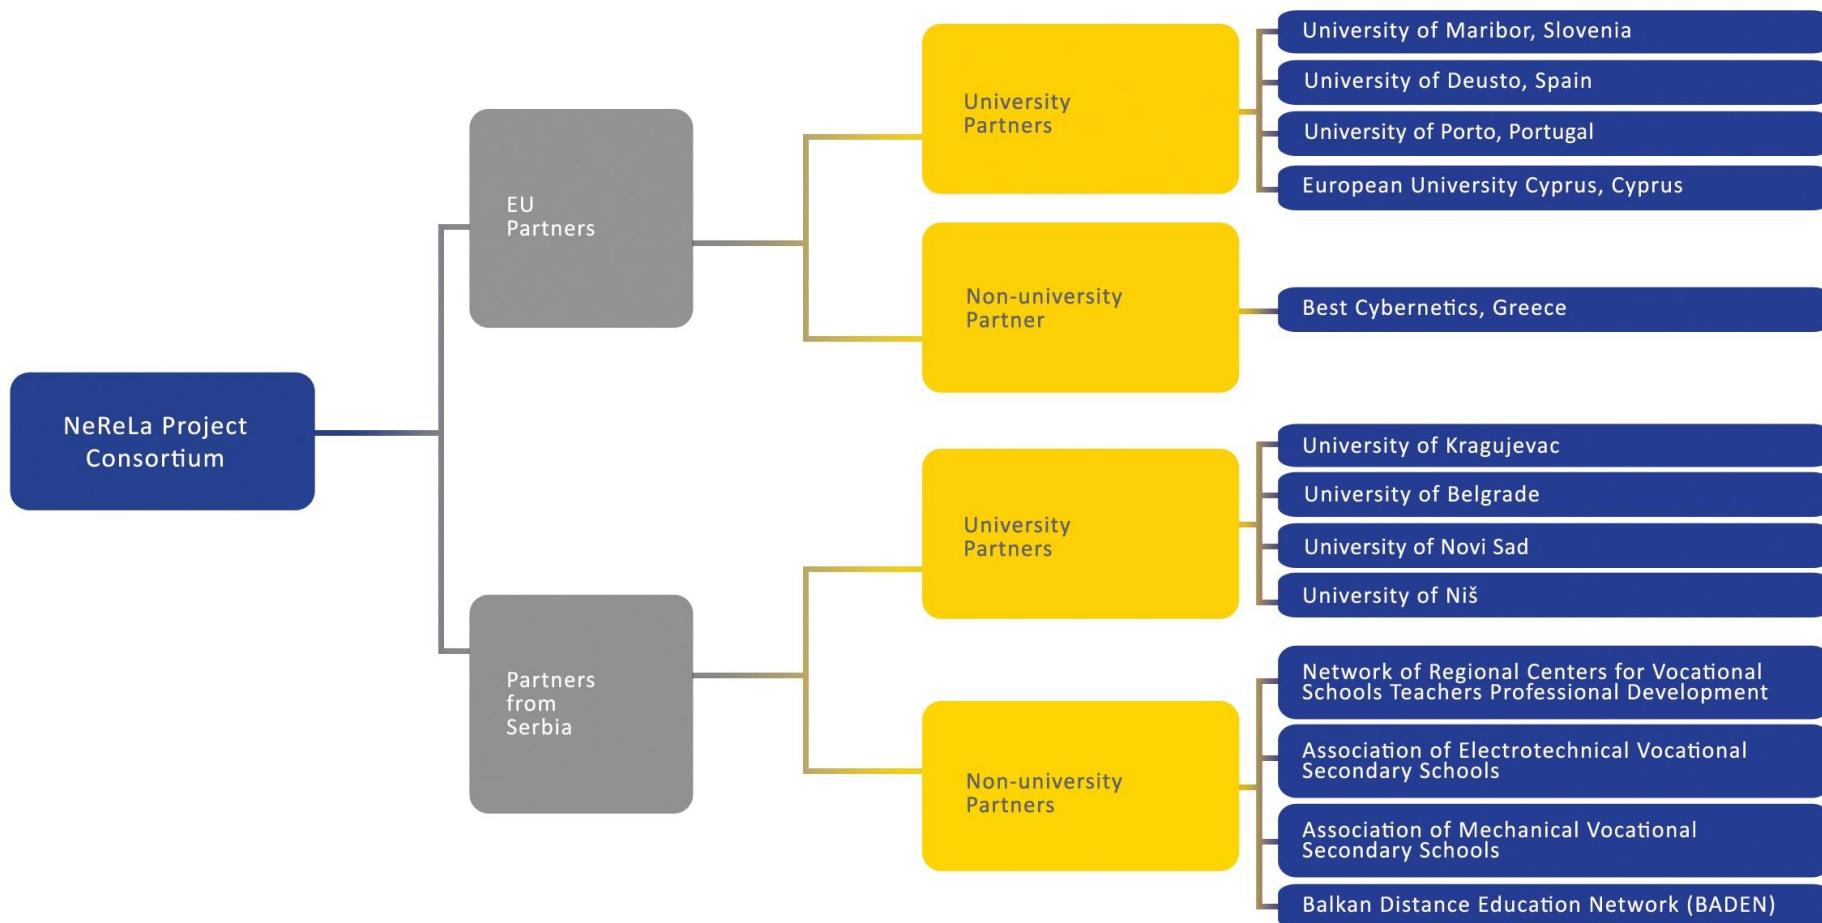 NeReLa Project
Consortium
EU
Partners
University
Partners
University of Maribor, Slovenia
University of Deusto, Spain
University of Porto, Portugal
European University Cyprus, Cyprus
Non-university
Partner
Best Cybernetics, Greece
Partners
from
Serbia
University
Partners
University of Kragujevac
University of Belgrade
University of Novi Sad
University of Niš
Non-university
Partners
Network of Regional Centers for Vocational
Schools Teachers Professional Development
Association of Electrotechnical Vocational
Secondary Schools
Association of Mechanical Vocational
Secondary Schools
Balkan Distance Education Network (BADEN)